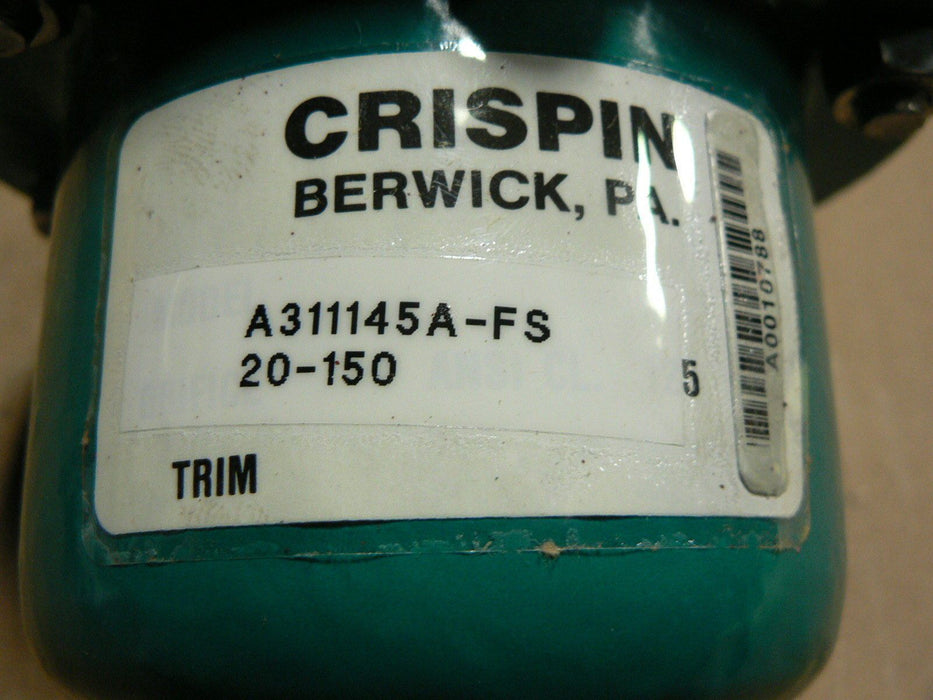 CRISPIN
BERWICK, PA.
A311145A-FS
20-150
5
TRIM
A0010788